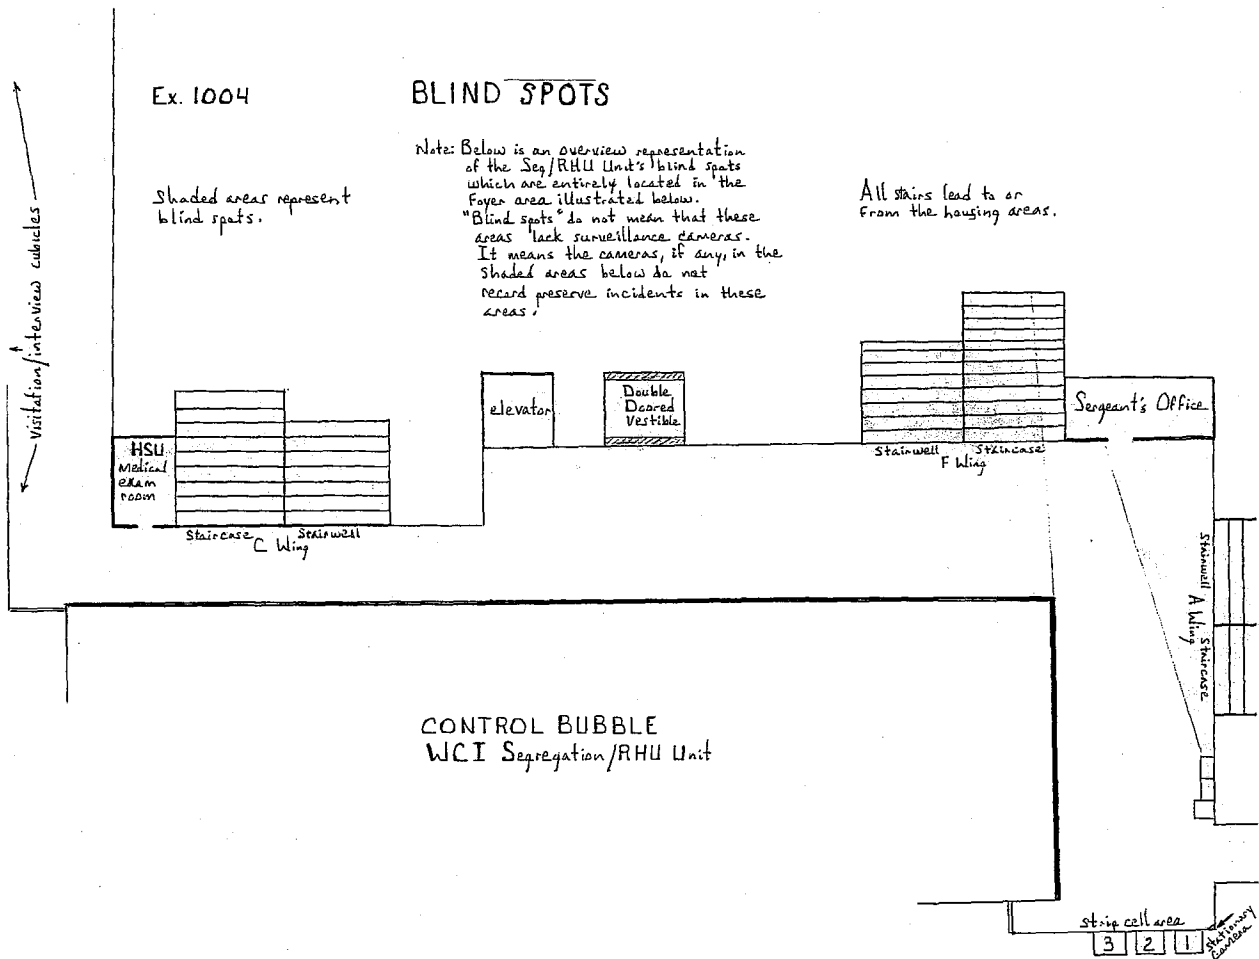 Ex. 1004
BLIND SPOTS
Note: Below is an overview representation
of the Seg/RHU Unit's blind spots
which are entirely located in the
Foyer area illustrated below.
"Blind spots" do not mean that these
areas lack surveillance cameras.
It means the cameras, if any, in the
shaded areas below do not
record preserve incidents in these
areas.
Shaded areas represent
blind spots.
All stairs lead to or
from the housing areas.
Visitation/interview cubicles
HSU
Medical
exam
room
Staircase Stairwell
C Wing
elevator
Double
Doored
Vestible
Stairwell Staircase
F Wing
Sergeant's Office
Stairwell Staircase
A Wing
CONTROL BUBBLE
WCI Segregation/RHU Unit
strip cell area
3 2 1
Stationary
Camera